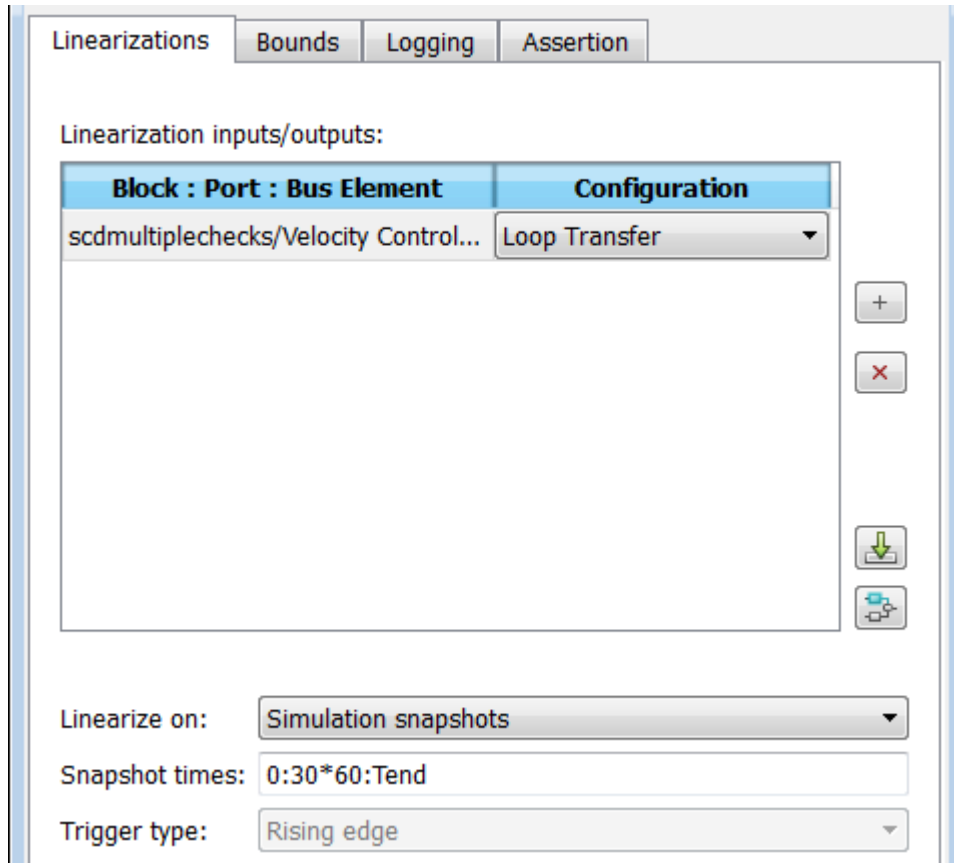 Linearizations Bounds Logging Assertion
Linearization inputs/outputs:
Block : Port : Bus Element Configuration
scdmultiplechecks/Velocity Control... Loop Transfer
+
×
Linearize on: Simulation snapshots
Snapshot times: 0:30*60:Tend
Trigger type: Rising edge